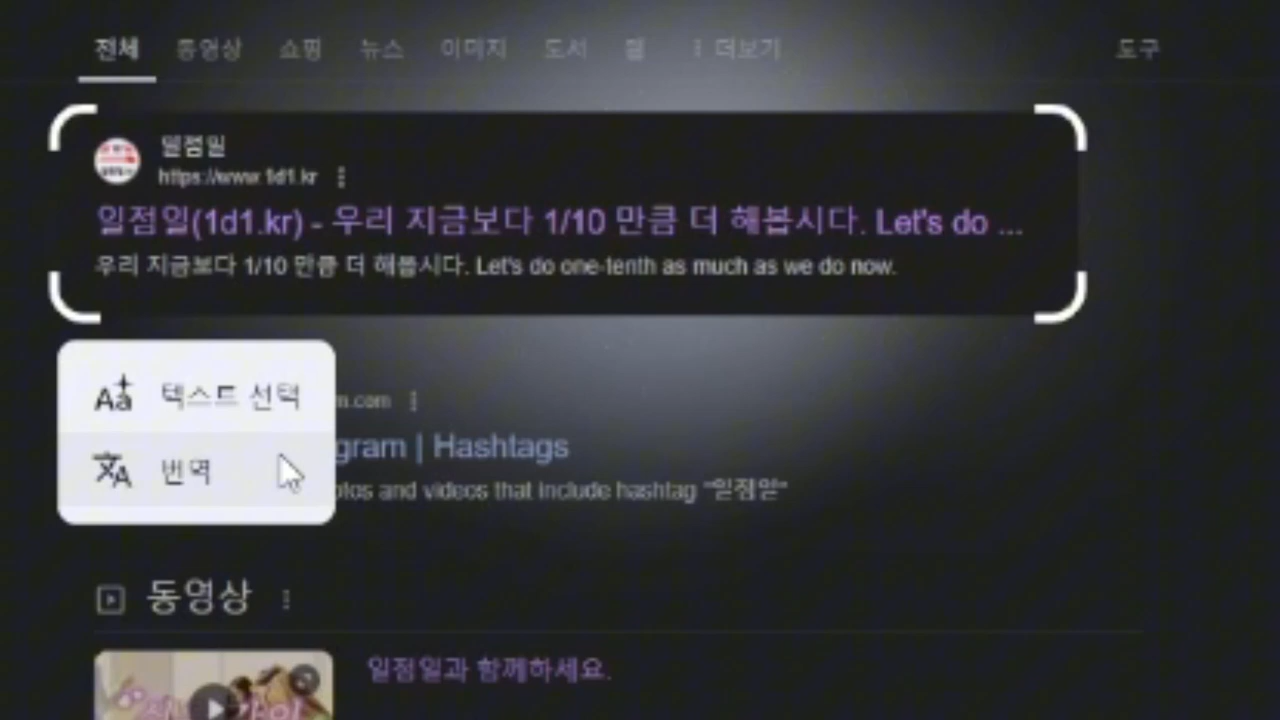 전체 동영상 쇼핑 뉴스 이미지 도서 웹 더보기 도구
일점일
https://www.1d1.kr
일점일(1d1.kr) - 우리 지금보다 1/10 만큼 더 해봅시다. Let's do ...
우리 지금보다 1/10 만큼 더 해봅시다. Let's do one-tenth as much as we do now.
텍스트 선택
m.com
gram | Hashtags
번역
otos and videos that include hashtag "일점일"
동영상
일점일과 함께하세요.